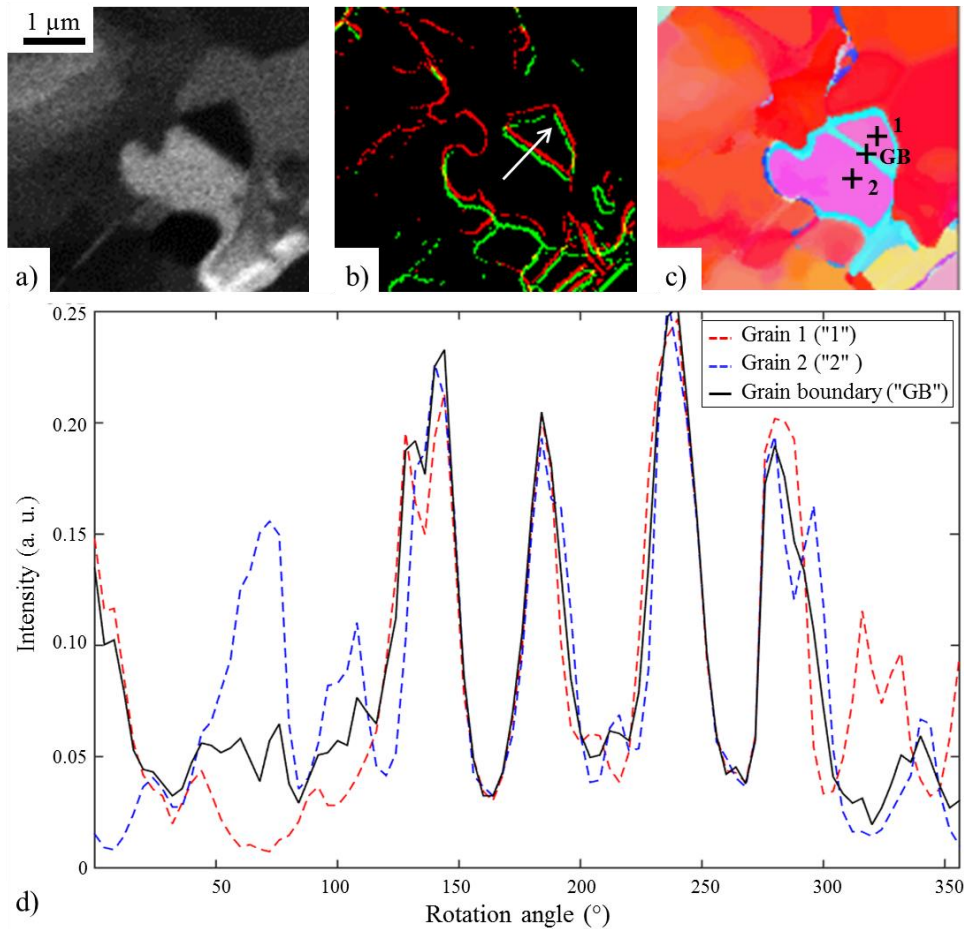 1 µm
a)
b)
c)
1
GB
2
0.25
0.20
0.15
0.10
0.05
0
Intensity (a. u.)
Grain 1 ("1")
Grain 2 ("2" )
Grain boundary ("GB")
50 100 150 200 250 300 350
d)
Rotation angle (°)